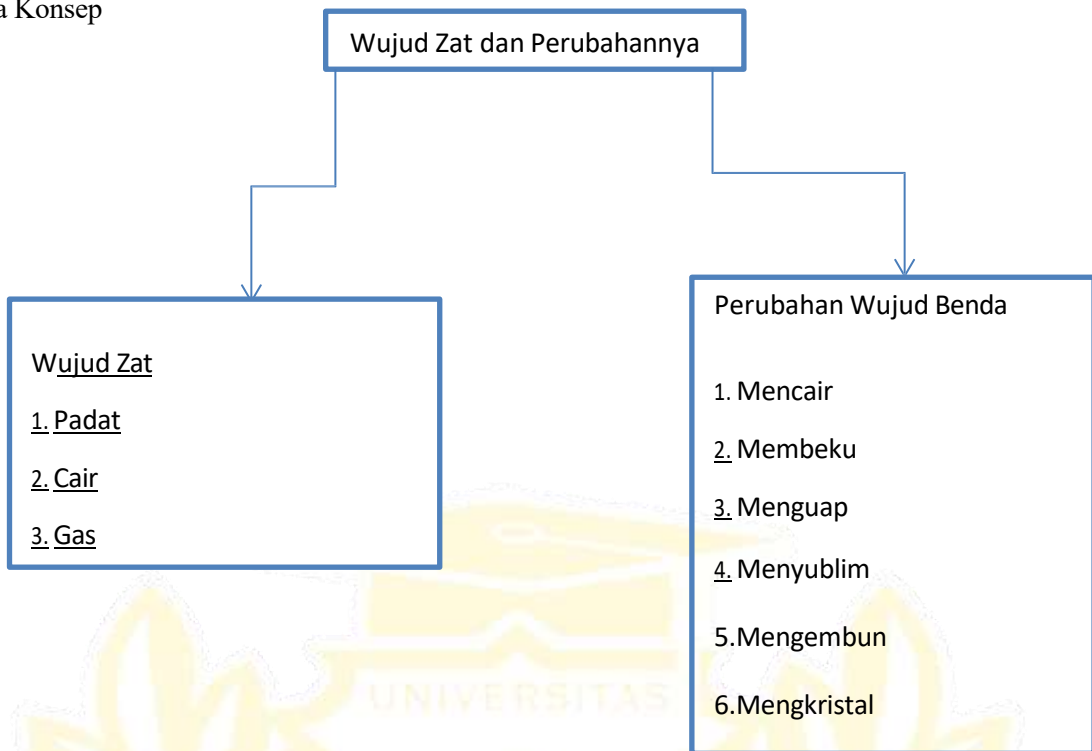 a Konsep
Wujud Zat dan Perubahannya
Wujud Zat
1. Padat
2. Cair
3. Gas
Perubahan Wujud Benda
1. Mencair
2. Membeku
3. Menguap
4. Menyublim
5.Mengembun
6.Mengkristal
UNIVERSITAS